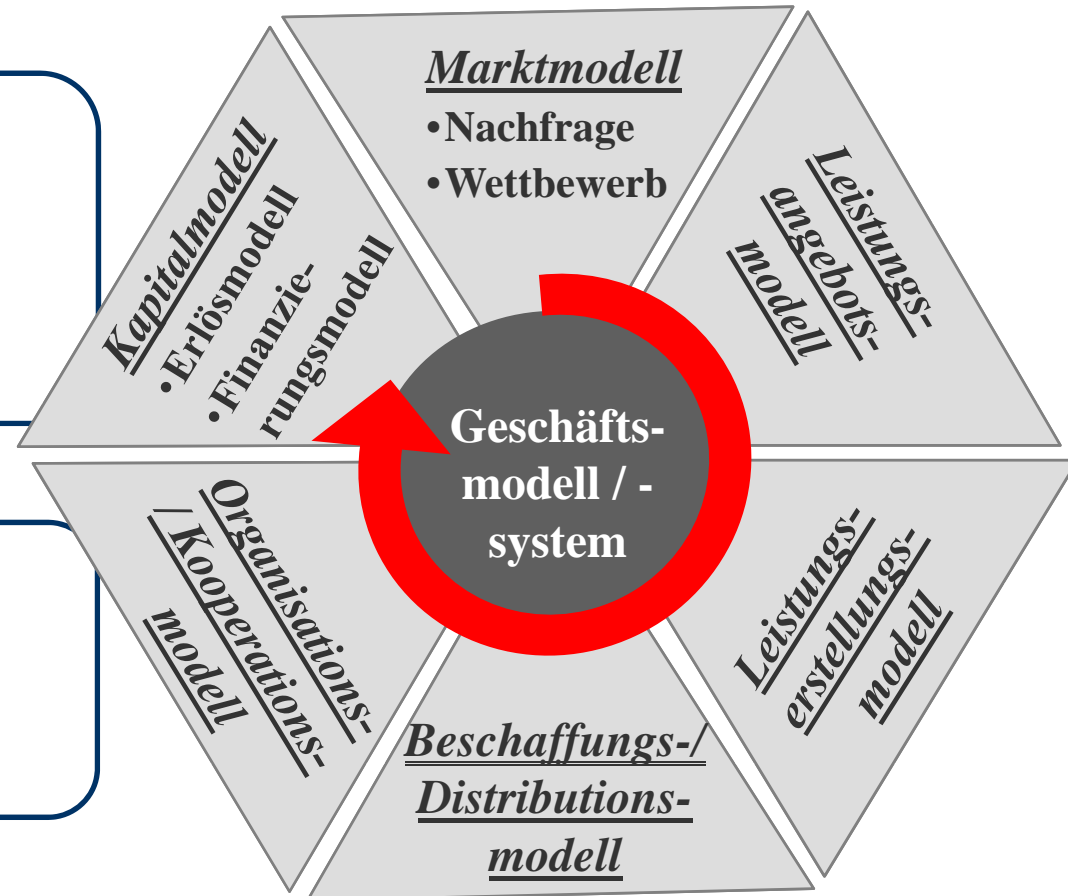 Marktmodell
•Nachfrage
•Wettbewerb
Leistungs-
angebots-
modell
Leistungs-
erstellungs-
modell
Beschaffungs-/
Distributions-
modell
Organisations-
/ Kooperations-
modell
Kapitalmodell
•Erlösmodell
•Finanzie-
rungsmodell
Geschäfts-
modell / -
system